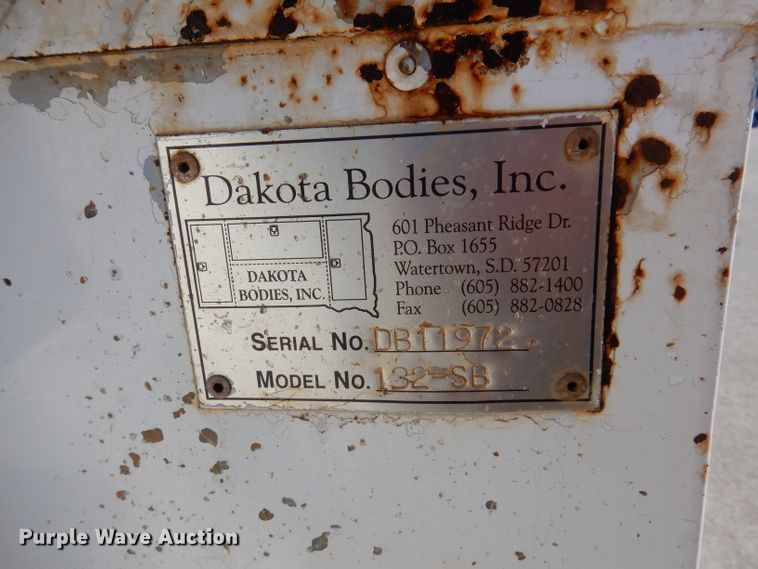 Dakota Bodies, Inc.
DAKOTA
BODIES, INC.
601 Pheasant Ridge Dr.
P.O. Box 1655
Watertown, S.D. 57201
Phone (605) 882-1400
Fax (605) 882-0828
SERIAL NO. DBT1972
MODEL NO. 132-SB
Purple Wave Auction